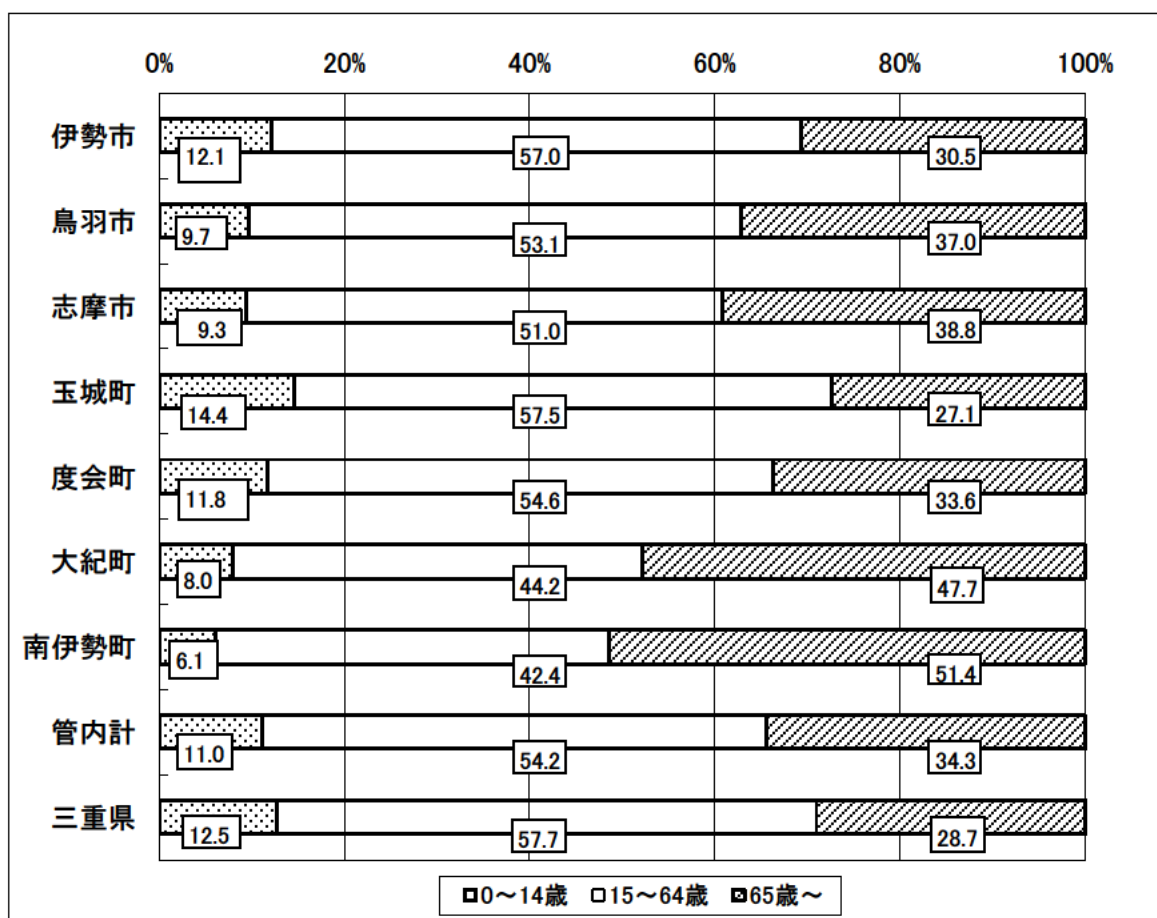 0% 20% 40% 60% 80% 100%
伊勢市 12.1 57.0 30.5
鳥羽市 9.7 53.1 37.0
志摩市 9.3 51.0 38.8
玉城町 14.4 57.5 27.1
度会町 11.8 54.6 33.6
大紀町 8.0 44.2 47.7
南伊勢町 6.1 42.4 51.4
管内計 11.0 54.2 34.3
三重県 12.5 57.7 28.7
0～14歳 15～64歳 65歳～